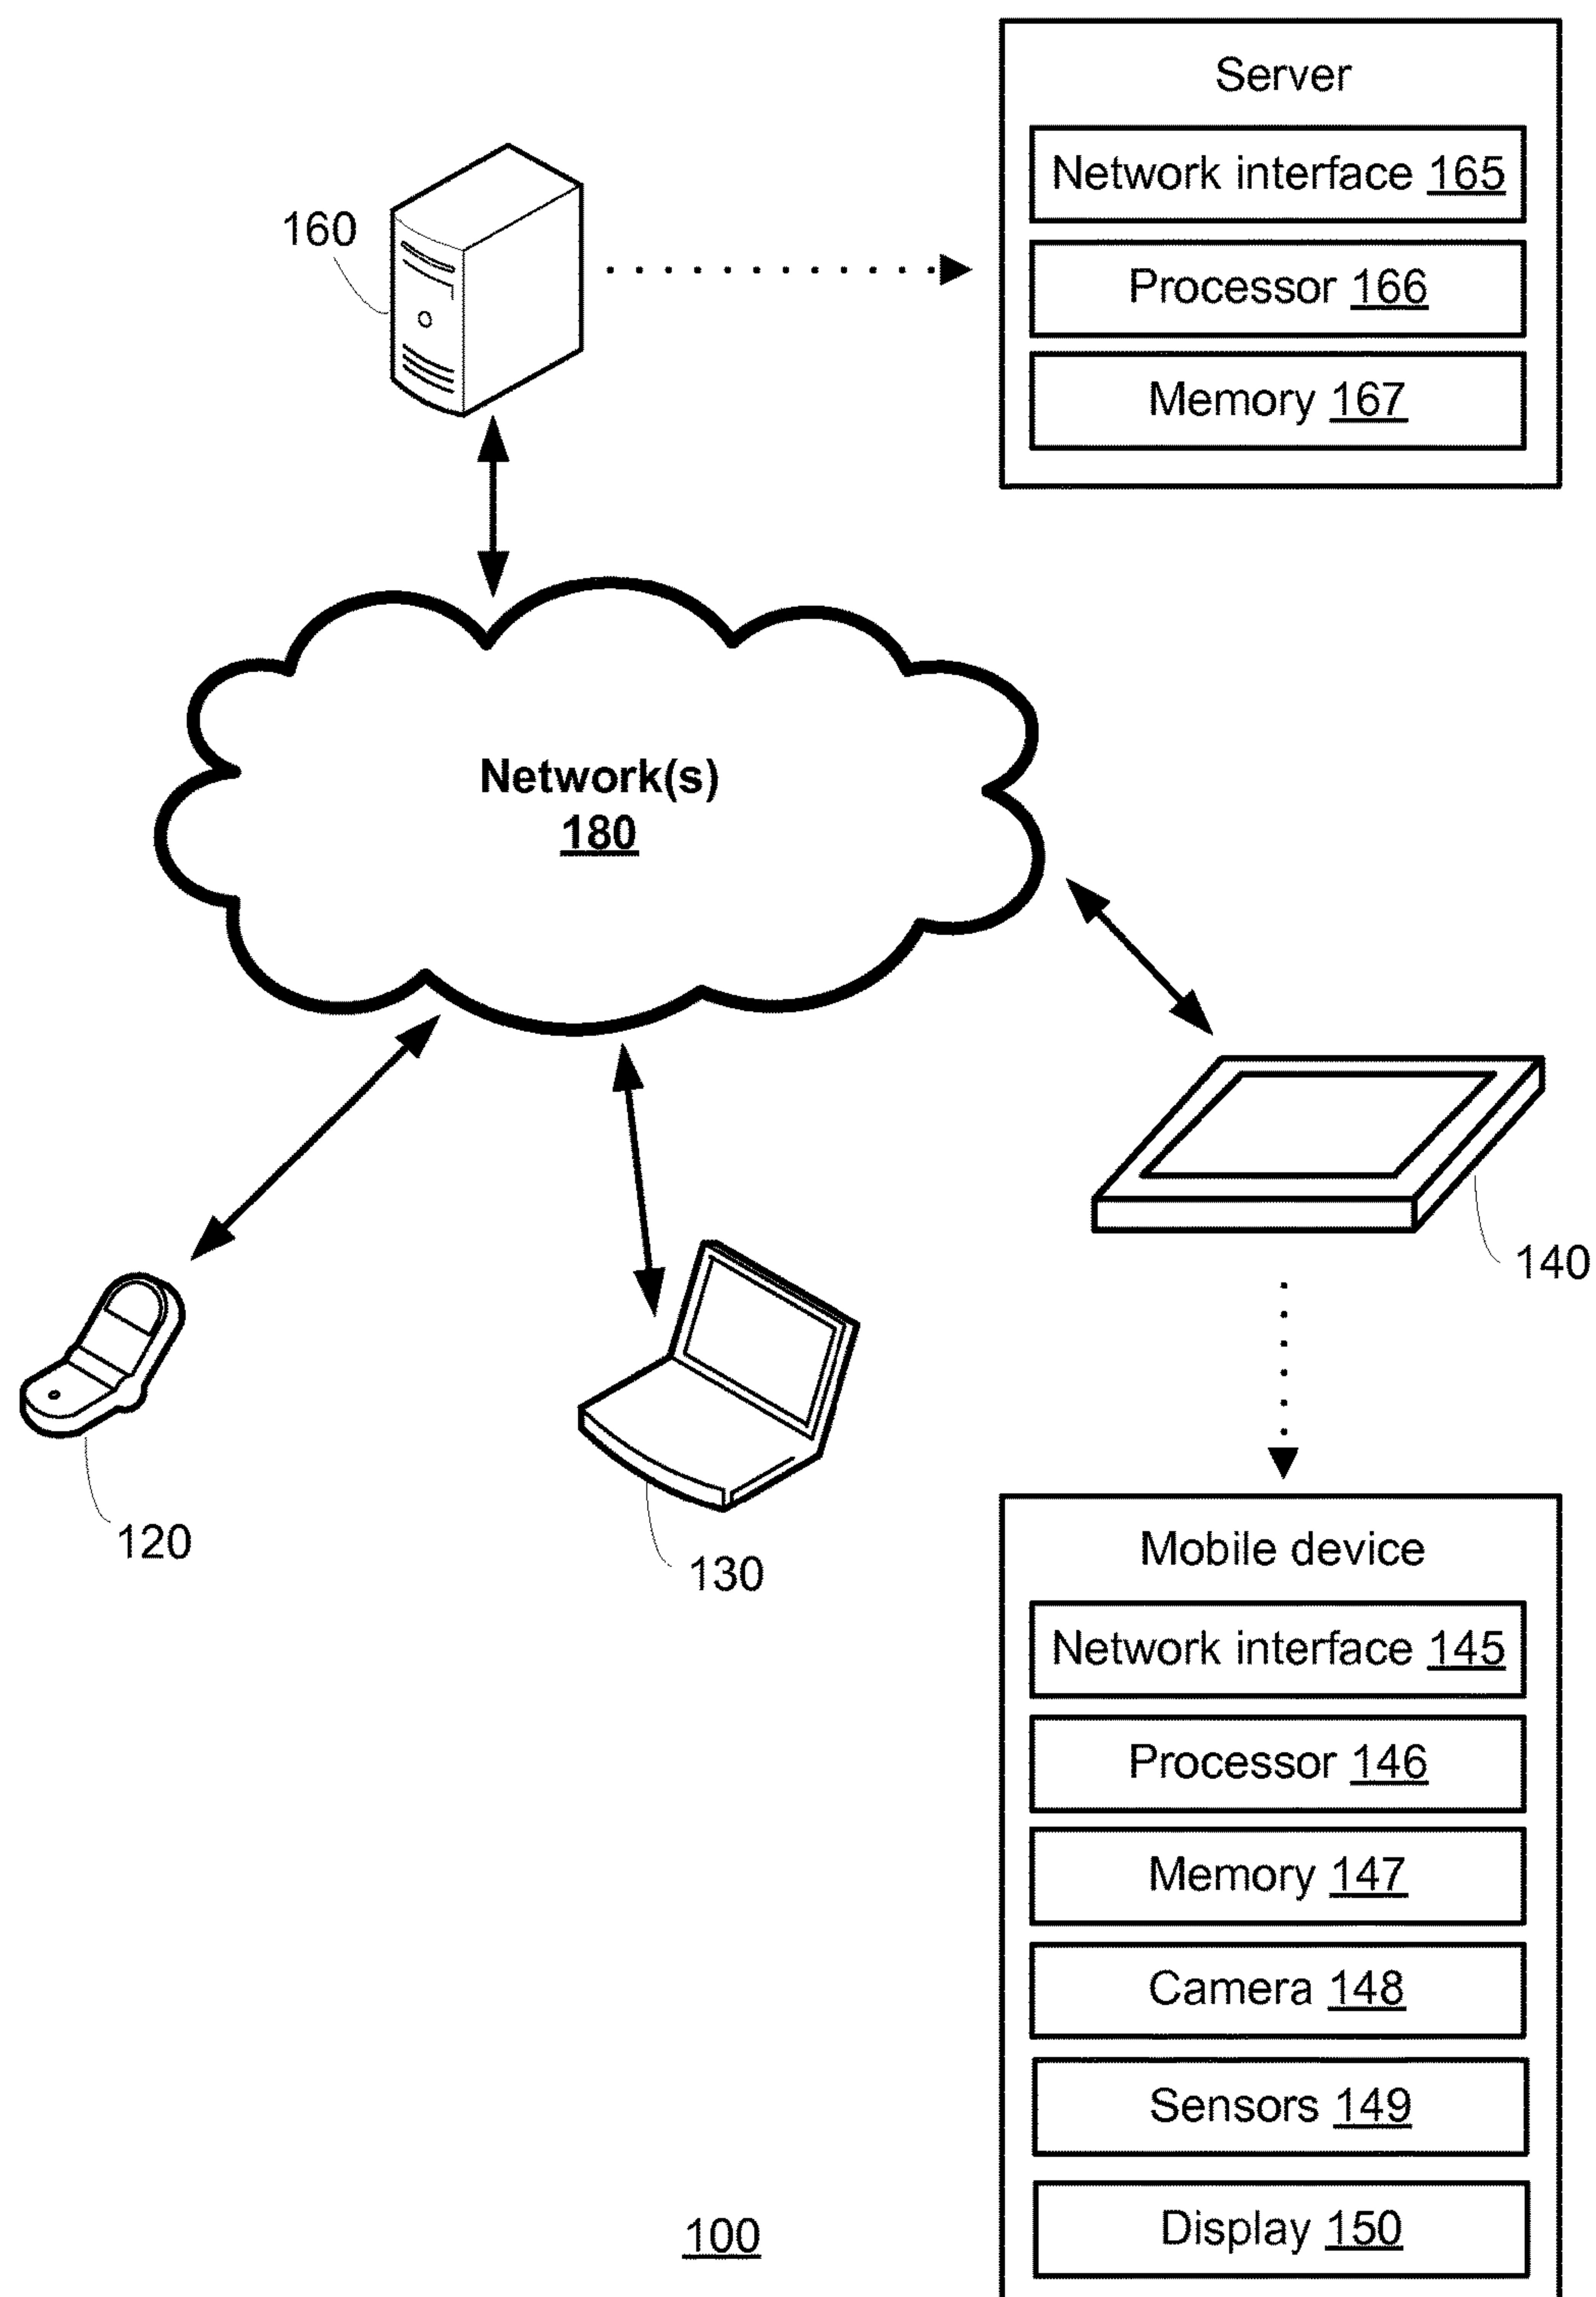 Server
Network interface 165
160
Processor 166
Memory 167
Network(s)
180
140
120
130
Mobile device
Network interface 145
Processor 146
Memory 147
Camera 148
Sensors 149
100
Display 150